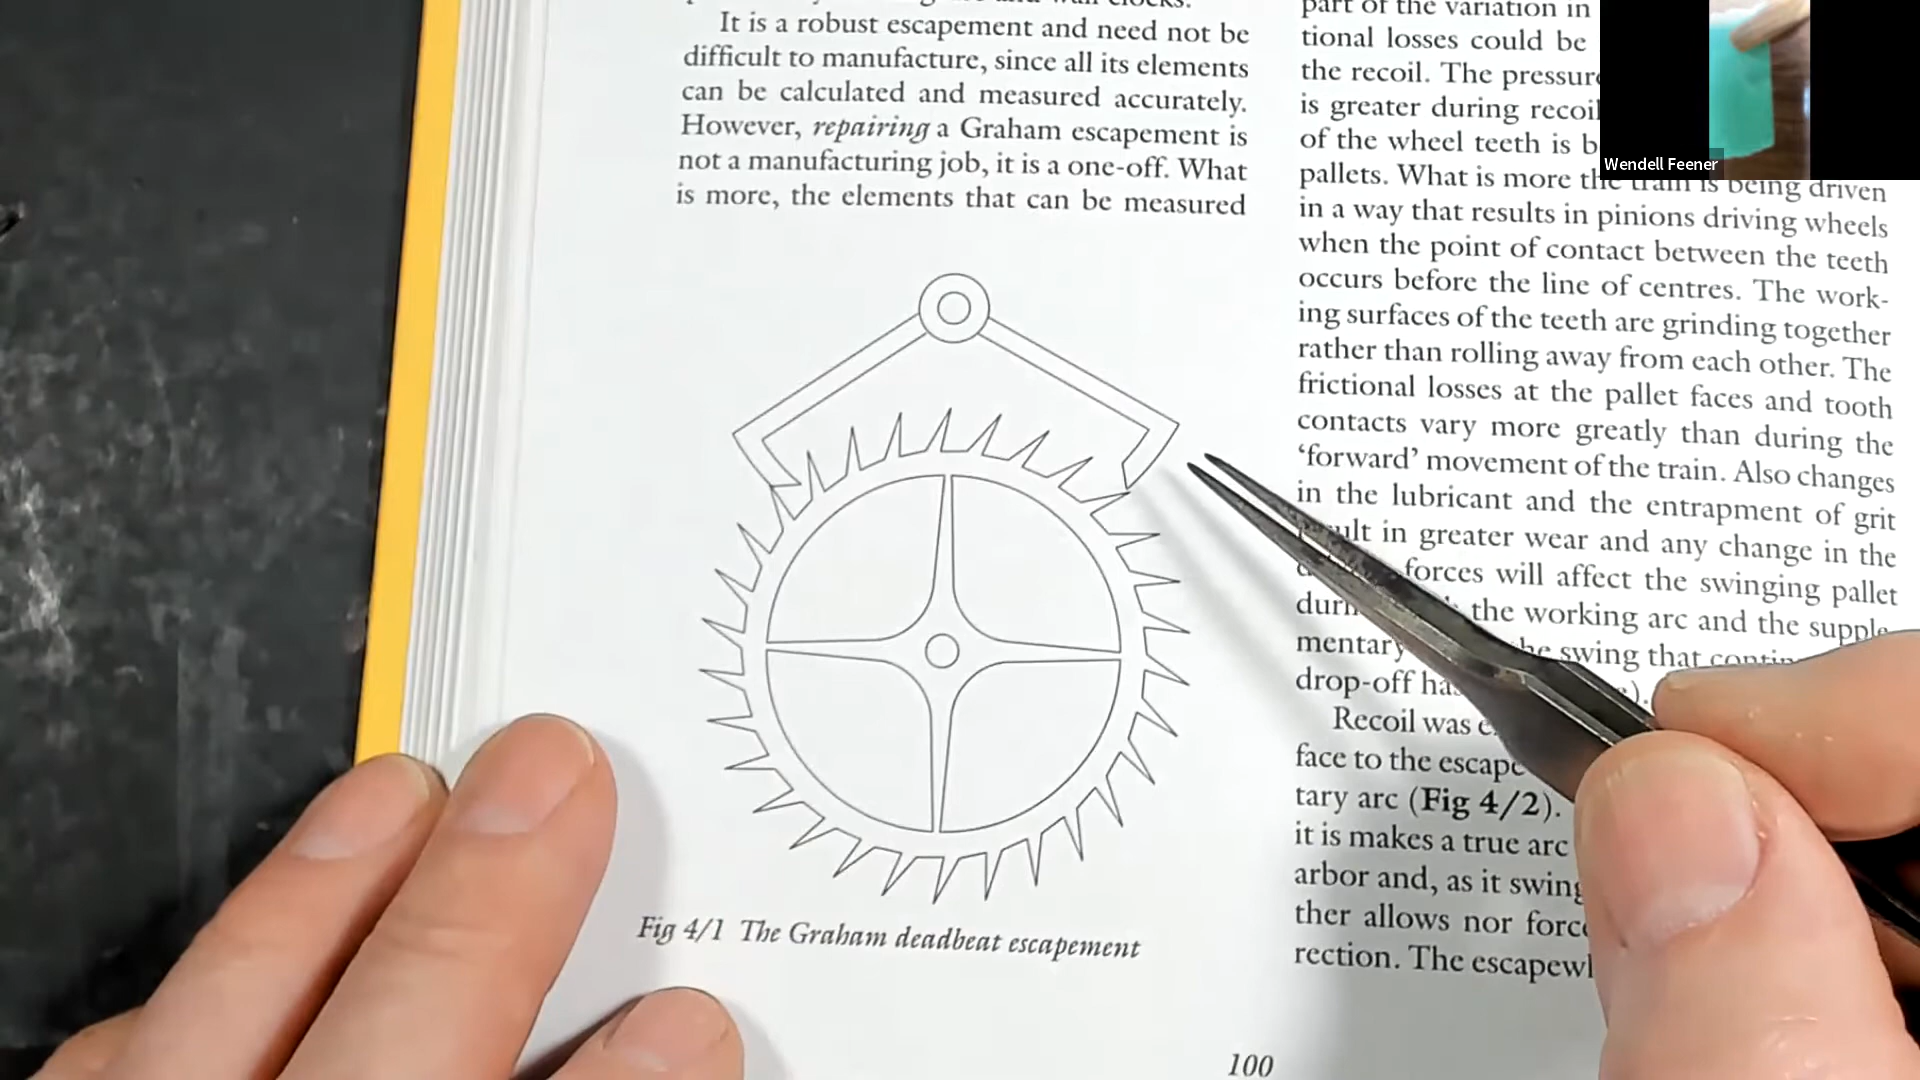 It is a robust escapement and need not be
difficult to manufacture, since all its elements
can be calculated and measured accurately.
However, repairing a Graham escapement is
not a manufacturing job, it is a one-off. What
is more, the elements that can be measured
Fig 4/1 The Graham deadbeat escapement
part of the variation in
tional losses could be
the recoil. The pressure
is greater during recoil
of the wheel teeth is b
pallets. What is more the train is being driven
in a way that results in pinions driving wheels
when the point of contact between the teeth
occurs before the line of centres. The work-
ing surfaces of the teeth are grinding together
rather than rolling away from each other. The
frictional losses at the pallet faces and tooth
contacts vary more greatly than during the
'forward' movement of the train. Also changes
in the lubricant and the entrapment of grit
in greater wear and any change in the
forces will affect the swinging pallet
the working arc and the supple
mentary swing that
drop-off
Recoil was
face to the escape
tary arc (Fig 4/2).
it is makes a true arc
arbor and, as it swing
ther allows nor force
rection. The escapew
100
Wendell Feener